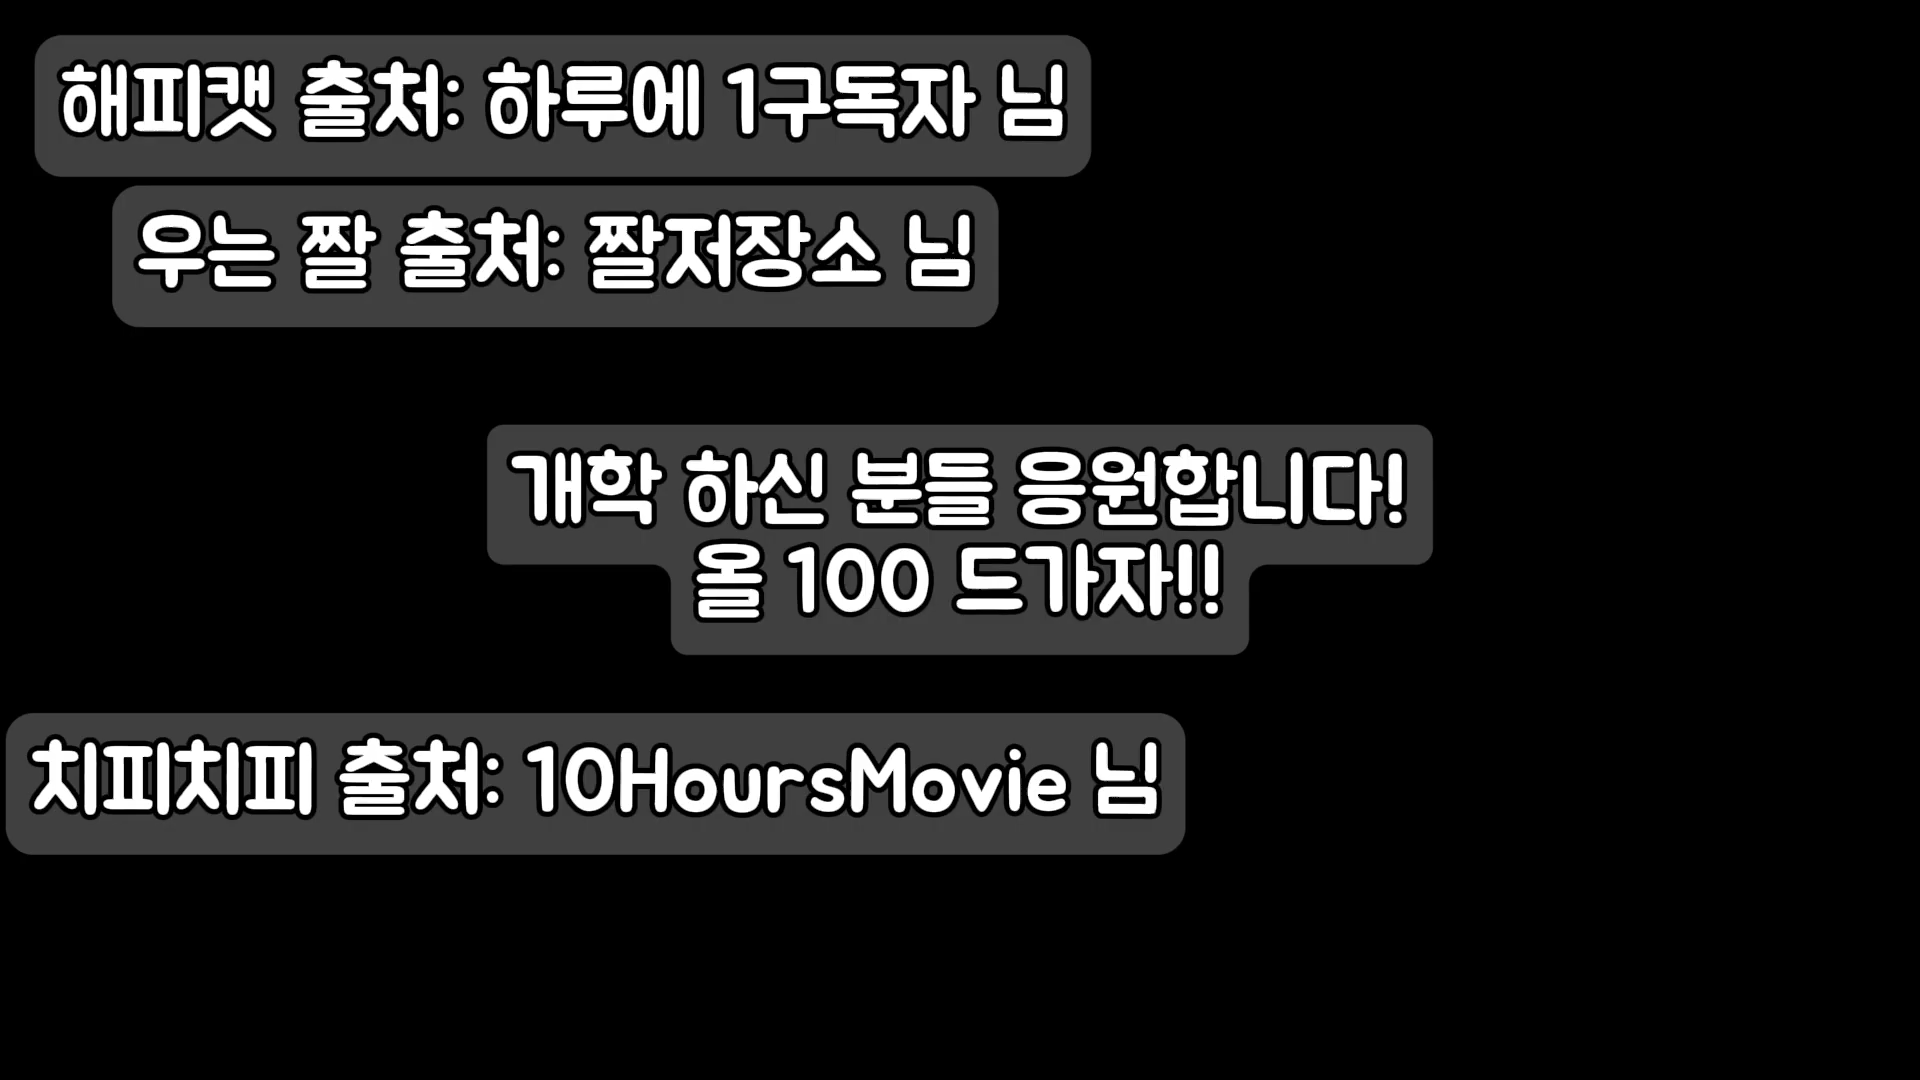 해피캣 출처: 하루에 1구독자 님
우는 짤 출처: 짤저장소 님
개학 하신 분들 응원합니다!
올 100 드가자!!
치피치피 출처: 10HoursMovie 님